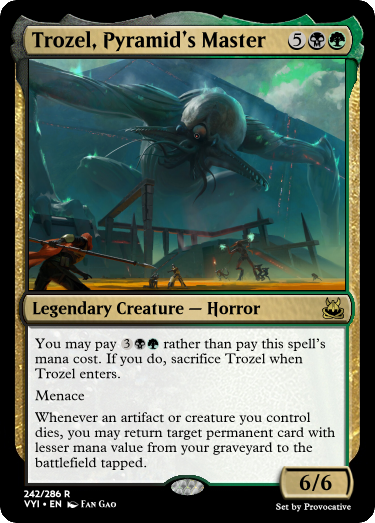 Trozel, Pyramid's Master 5
Legendary Creature — Horror
You may pay 3 rather than pay this spell's
mana cost. If you do, sacrifice Trozel when
Trozel enters.
Menace
Whenever an artifact or creature you control
dies, you may return target permanent card with
lesser mana value from your graveyard to the
battlefield tapped.
6/6
242/286 R
VYI • EN Fan Gao
Set by Provocative